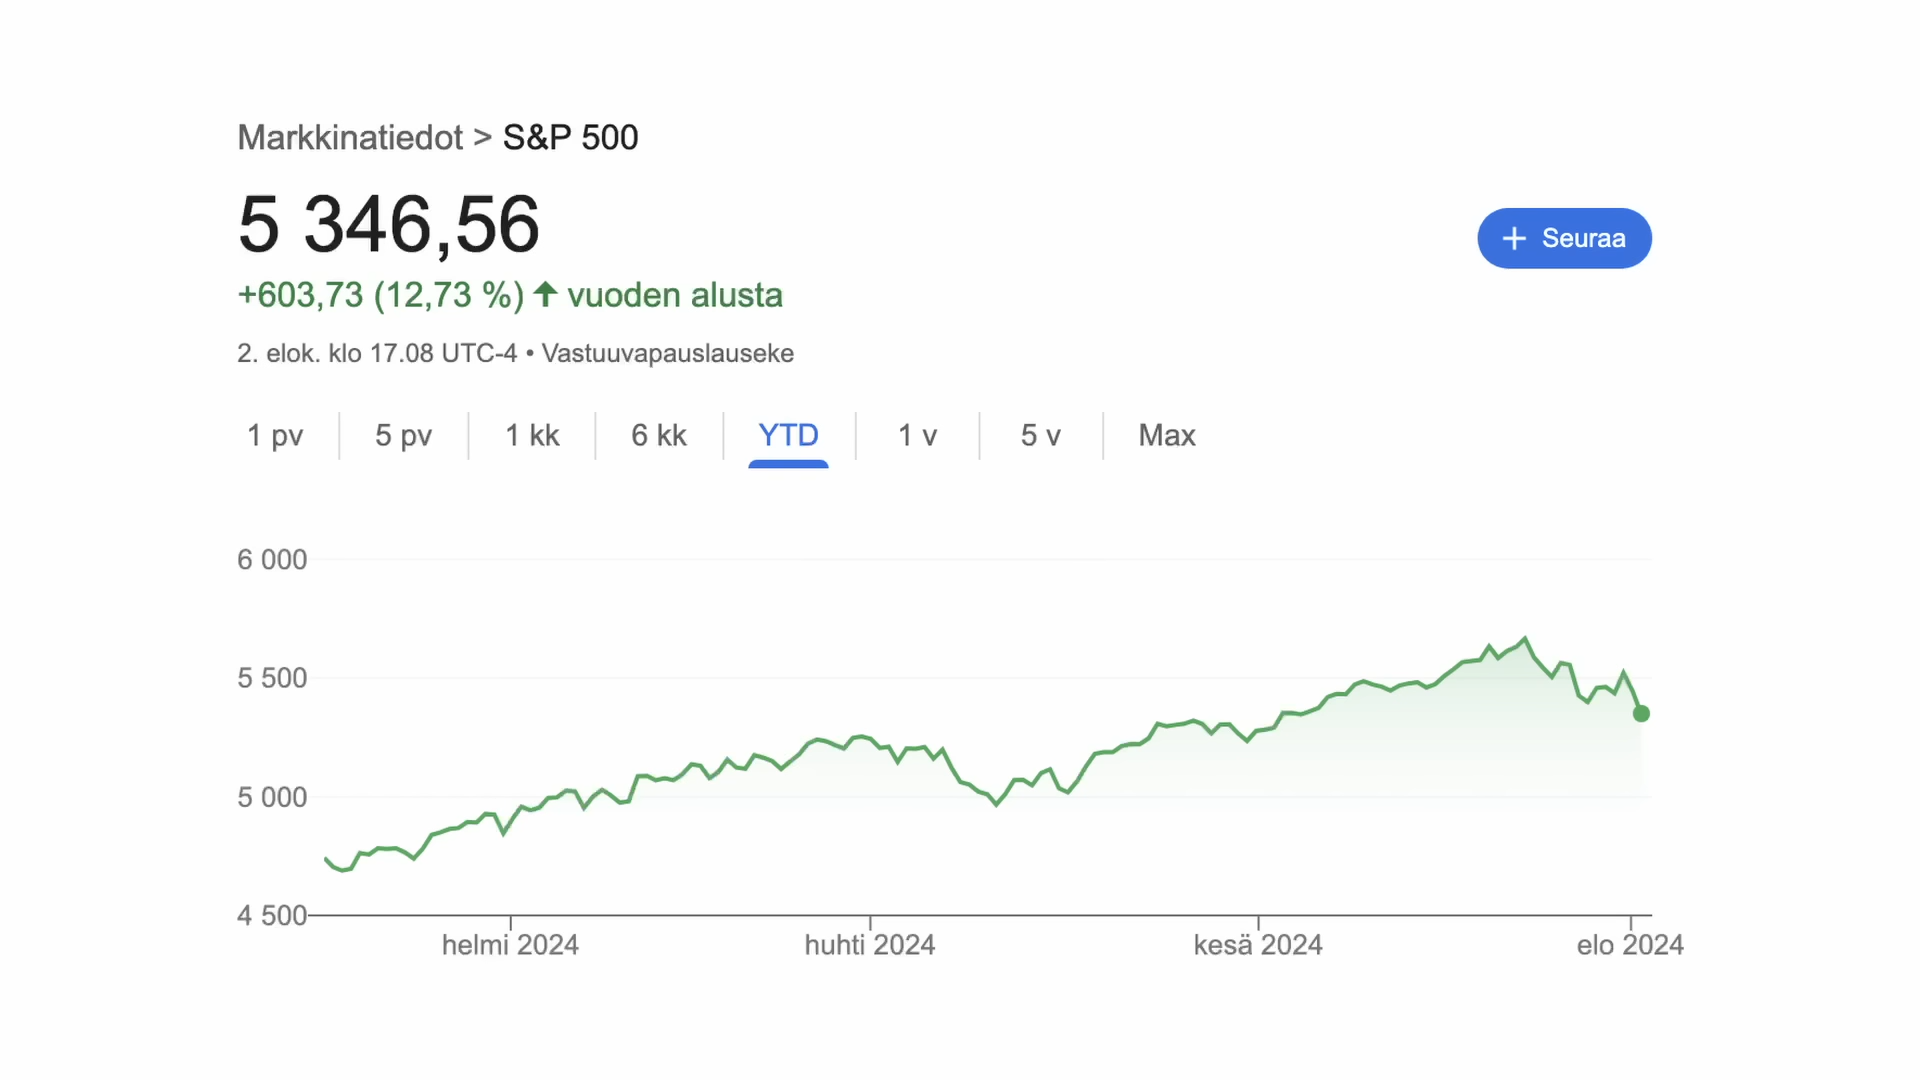 Markkinatiedot > S&P 500
5 346,56
+603,73 (12,73 %) ↑ vuoden alusta
2. elok. klo 17.08 UTC-4 • Vastuuvapauslauseke
+ Seuraa
1 pv 5 pv 1 kk 6 kk YTD 1 v 5 v Max
6 000
5 500
5 000
4 500
helmi 2024 huhti 2024 kesä 2024 elo 2024